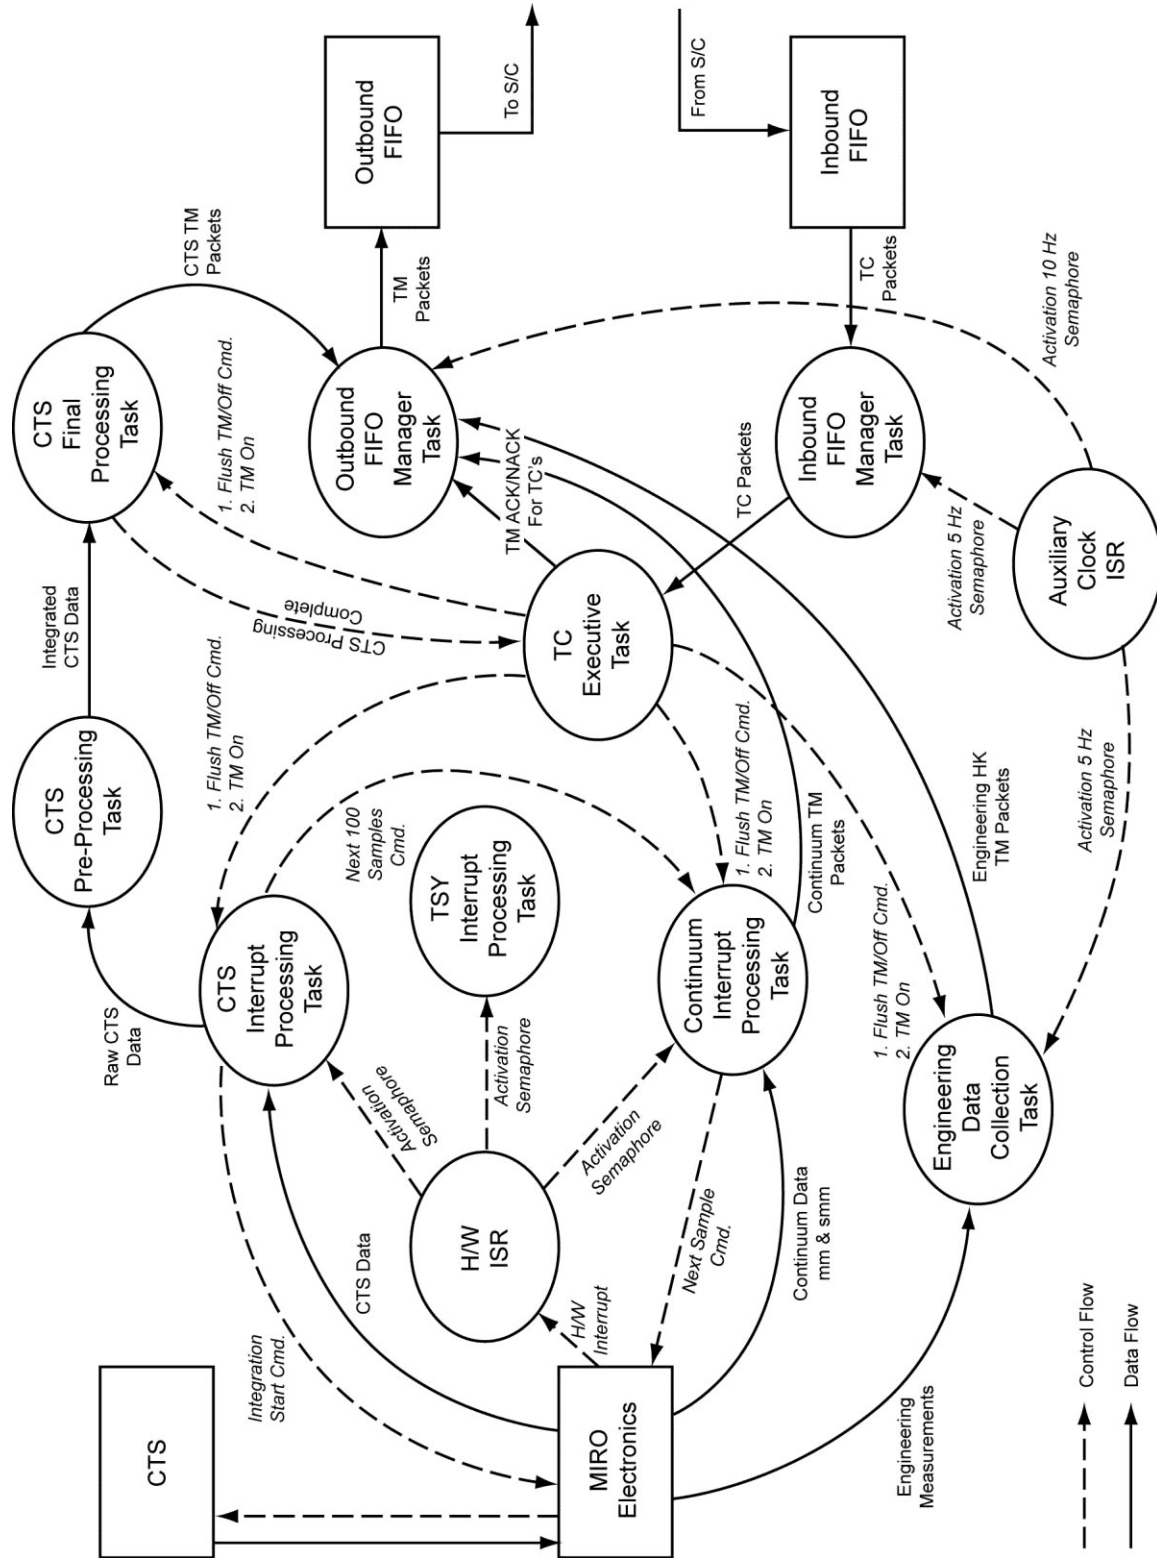 CTS
Integration
Start Cmd.
MIRO
Electronics
H/W
Interrupt
CTS Data
H/W
ISR
Activation
Semaphore
Activation
Semaphore
Activation
Semaphore
Raw CTS
Data
CTS
Interrupt
Processing
Task
TSY
Interrupt
Processing
Task
Continuum
Interrupt
Processing
Task
Next Sample
Cmd.
Continuum Data
mm & smm
Engineering
Measurements
Engineering
Data
Collection
Task
CTS
Pre-Processing
Task
Next 100
Samples
Cmd.
1. Flush TM/Off Cmd.
2. TM On
1. Flush TM/Off Cmd.
2. TM On
1. Flush TM/Off Cmd.
2. TM On
Continuum TM
Packets
Engineering HK
TM Packets
Activation 5 Hz
Semaphore
Integrated
CTS Data
CTS Processing
Complete
TC
Executive
Task
CTS
Final
Processing
Task
1. Flush TM/Off Cmd.
2. TM On
TM ACK/NACK
For TC's
TC Packets
Activation 5 Hz
Semaphore
Auxiliary
Clock
ISR
Outbound
FIFO
Manager
Task
Inbound
FIFO
Manager
Task
Activation 10 Hz
Semaphore
CTS TM
Packets
TM
Packets
TC
Packets
Outbound
FIFO
To S/C
From S/C
Inbound
FIFO
Control Flow
Data Flow